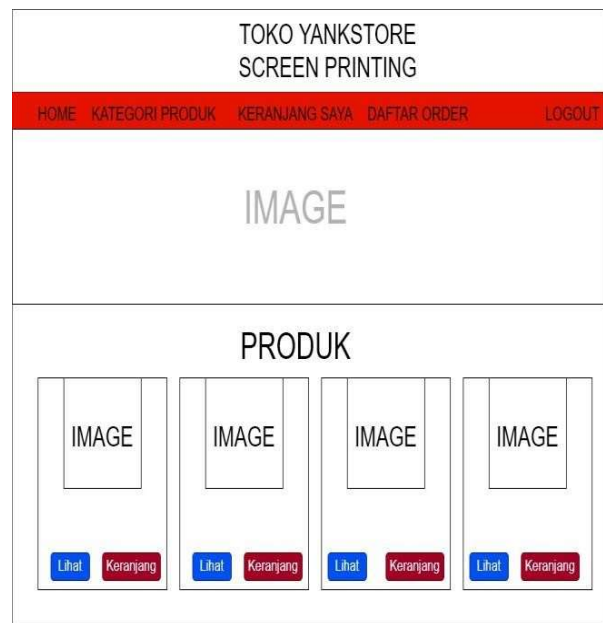 TOKO YANKSTORE
SCREEN PRINTING
HOME KATEGORI PRODUK KERANJANG SAYA DAFTAR ORDER LOGOUT
IMAGE
PRODUK
IMAGE IMAGE IMAGE IMAGE
Lihat Keranjang Lihat Keranjang Lihat Keranjang Lihat Keranjang